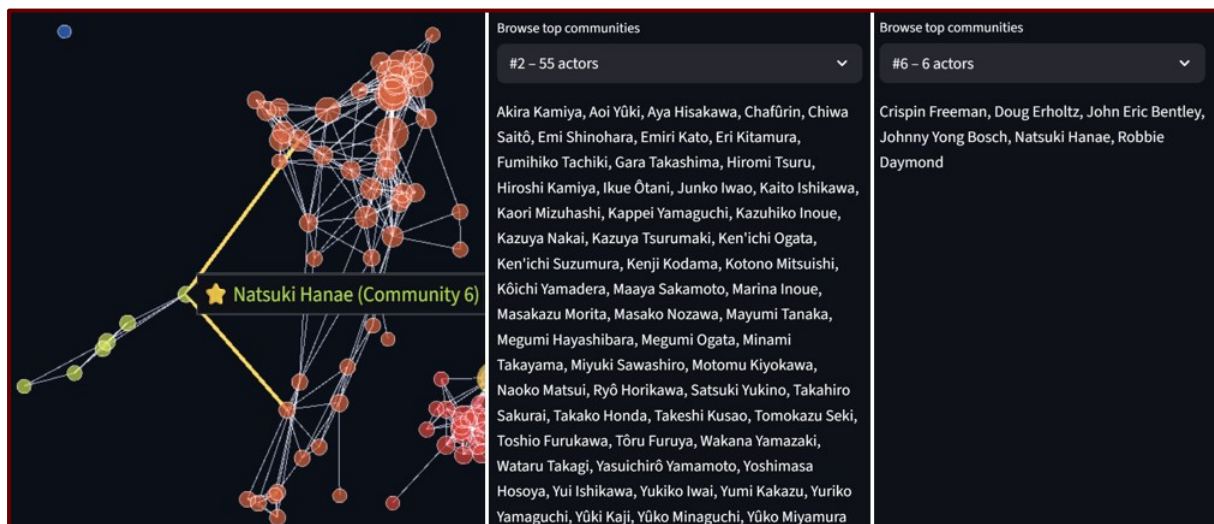 Natsuki Hanae (Community 6)
Browse top communities
#2 – 55 actors
Akira Kamiya, Aoi Yûki, Aya Hisakawa, Chafûrin, Chiwa
Saitô, Emi Shinohara, Emiri Kato, Eri Kitamura,
Fumihiko Tachiki, Gara Takashima, Hiromi Tsuru,
Hiroshi Kamiya, Ikue Ôtani, Junko Iwao, Kaito Ishikawa,
Kaori Mizuhashi, Kappei Yamaguchi, Kazuhiko Inoue,
Kazuya Nakai, Kazuya Tsurumaki, Ken'ichi Ogata,
Ken'ichi Suzumura, Kenji Kodama, Kotono Mitsuishi,
Kôichi Yamadera, Maaya Sakamoto, Marina Inoue,
Masakazu Morita, Masako Nozawa, Mayumi Tanaka,
Megumi Hayashibara, Megumi Ogata, Minami
Takayama, Miyuki Sawashiro, Motomu Kiyokawa,
Naoko Matsui, Ryô Horikawa, Satsuki Yukino, Takahiro
Sakurai, Takako Honda, Takeshi Kusao, Tomokazu Seki,
Toshio Furukawa, Tôru Furuya, Wakana Yamazaki,
Wataru Takagi, Yasuichirô Yamamoto, Yoshimasa
Hosoya, Yui Ishikawa, Yukiko Iwai, Yumi Kakazu, Yuriko
Yamaguchi, Yûki Kaji, Yûko Minaguchi, Yûko Miyamura
Browse top communities
#6 – 6 actors
Crispin Freeman, Doug Erholtz, John Eric Bentley,
Johnny Yong Bosch, Natsuki Hanae, Robbie
Daymond